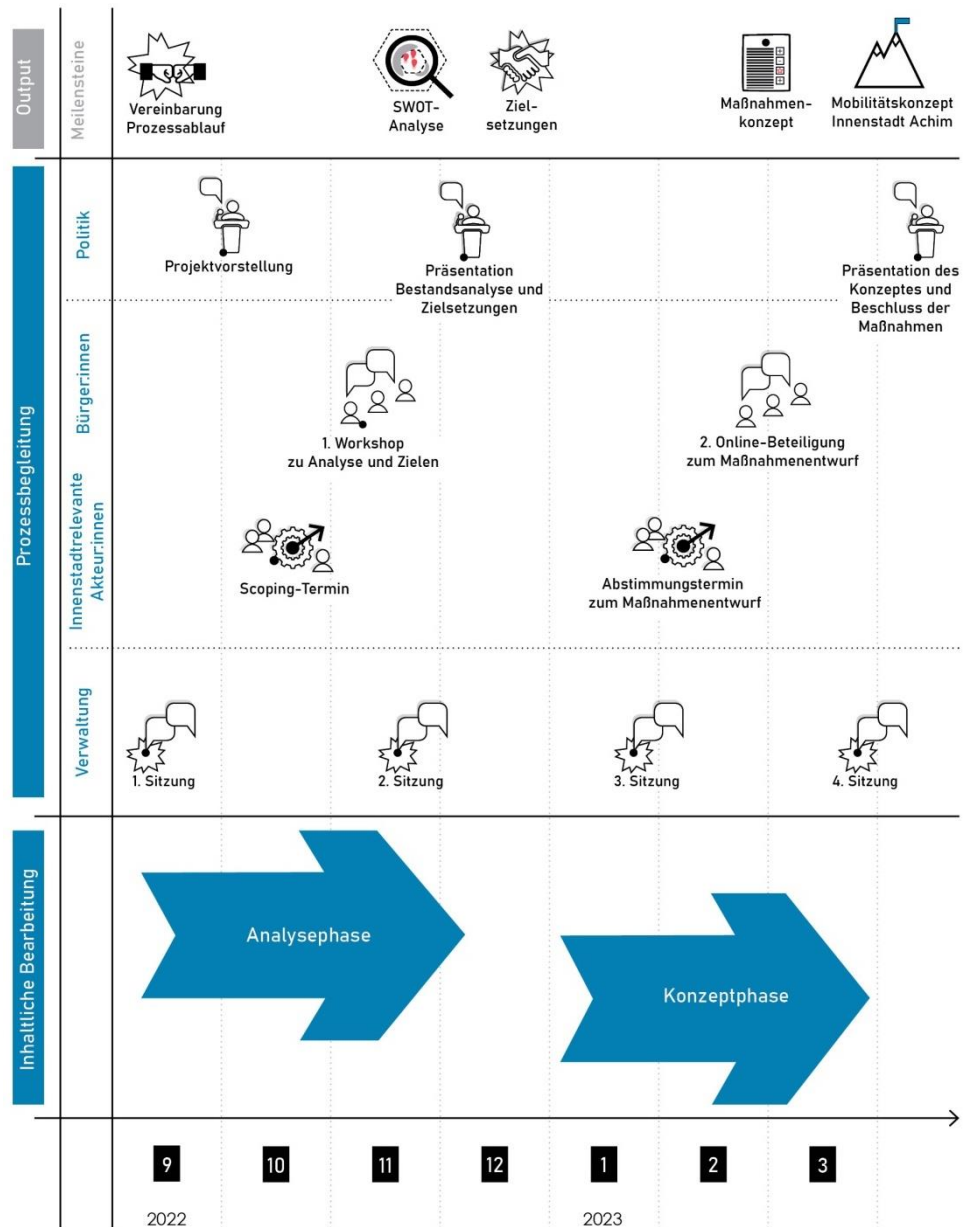 Output
Meilensteine
Vereinbarung
Prozessablauf
SWOT-
Analyse
Ziel-
setzungen
Maßnahmen-
konzept
Mobilitätskonzept
Innenstadt Achim
Prozessbegleitung
Politik
Projektvorstellung
Präsentation
Bestandsanalyse und
Zielsetzungen
Präsentation des
Konzeptes und
Beschluss der
Maßnahmen
Bürger:innen
1. Workshop
zu Analyse und Zielen
2. Online-Beteiligung
zum Maßnahmenentwurf
Innenstadtrelevante
Akteur:innen
Scoping-Termin
Abstimmungstermin
zum Maßnahmenentwurf
Verwaltung
1. Sitzung
2. Sitzung
3. Sitzung
4. Sitzung
Inhaltliche Bearbeitung
Analysephase
Konzeptphase
9 10 11 12 1 2 3
2022 2023